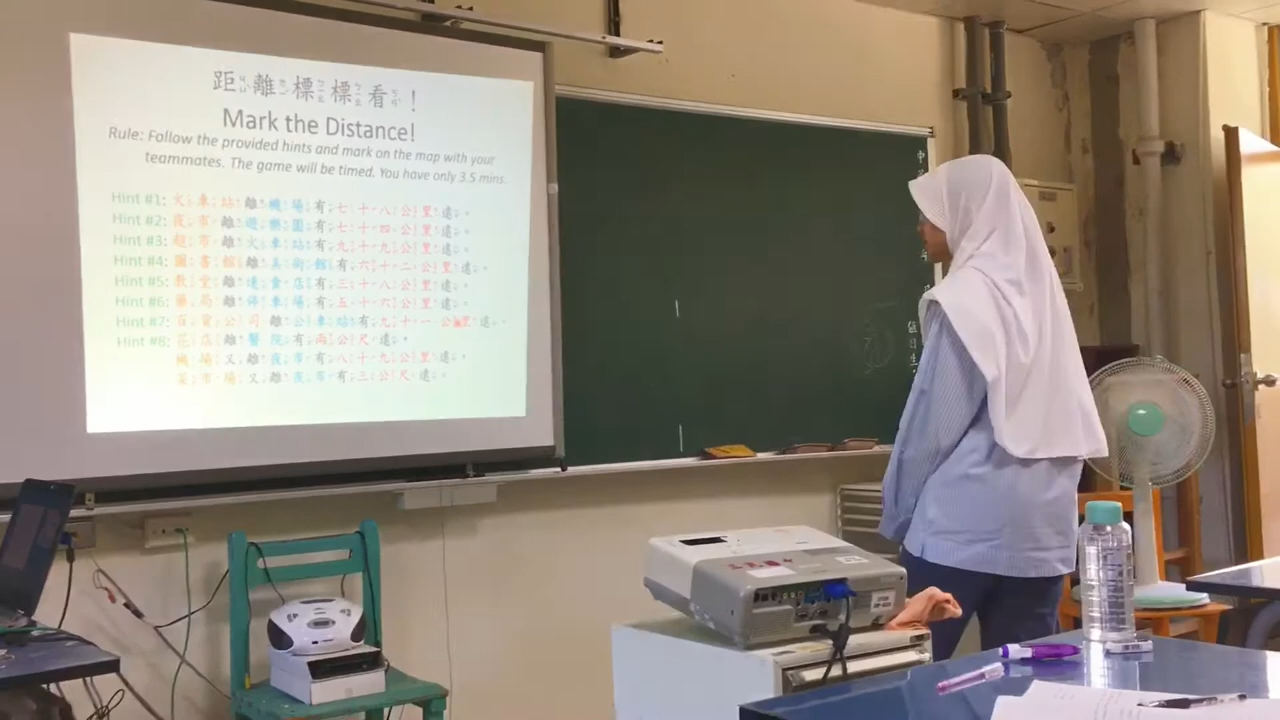 距離標標看！
Mark the Distance!
Rule: Follow the provided hints and mark on the map with your
teammates. The game will be timed. You have only 3.5 mins.
Hint #1: 火車站離機場有七十八公里遠。
Hint #2: 夜市離遊樂園有七十四公里遠。
Hint #3: 超市離火車站有九十九公里遠。
Hint #4: 圖書館離美術館有六十二公里遠。
Hint #5: 教堂離速食店有三十八公里遠。
Hint #6: 藥局離停車場有五十六公里遠。
Hint #7: 百貨公司離公車站有九十一公里遠。
Hint #8: 花店離醫院有兩公尺遠。
機場又離夜市有八十九公里遠。
菜市場又離夜市有三公尺遠。
值日生